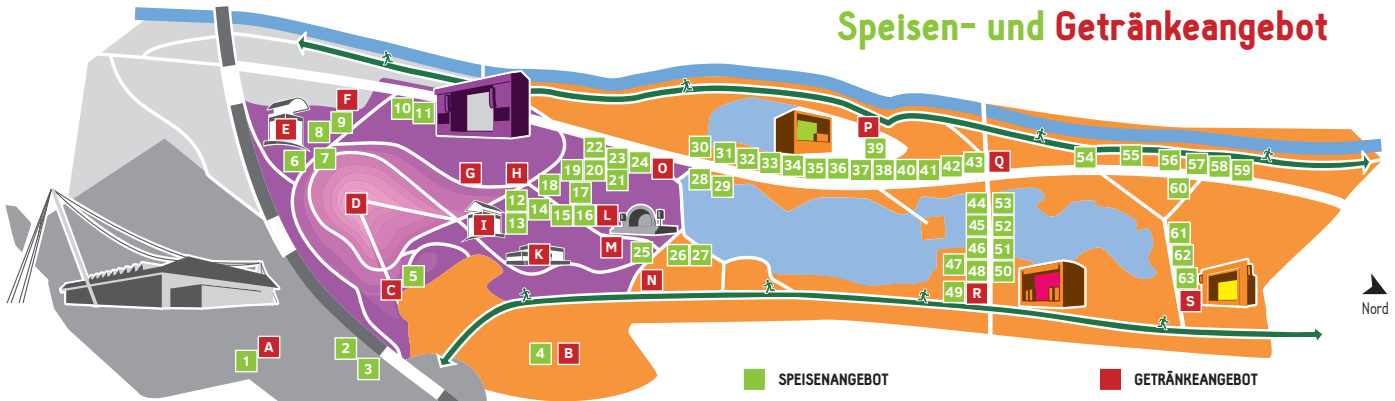 Speisen- und Getränkeangebot
F
10 11
E 8 9
6 7
P
39
22
30 31 32 33 34 35 36 37 38 40 41 42 43 Q
54 55 56 57 58 59
18 19 20 23 24 O
21
28 29
60
G H
17
D
12 14 15 16 L
13
I
44 53
45 52
46 51
47 48 50
49 R
61
62
63
S
K
M
25 26 27
N
5
C
Nord
A
1
2
3
4 B
SPEISENANGEBOT
GETRÄNKEANGEBOT